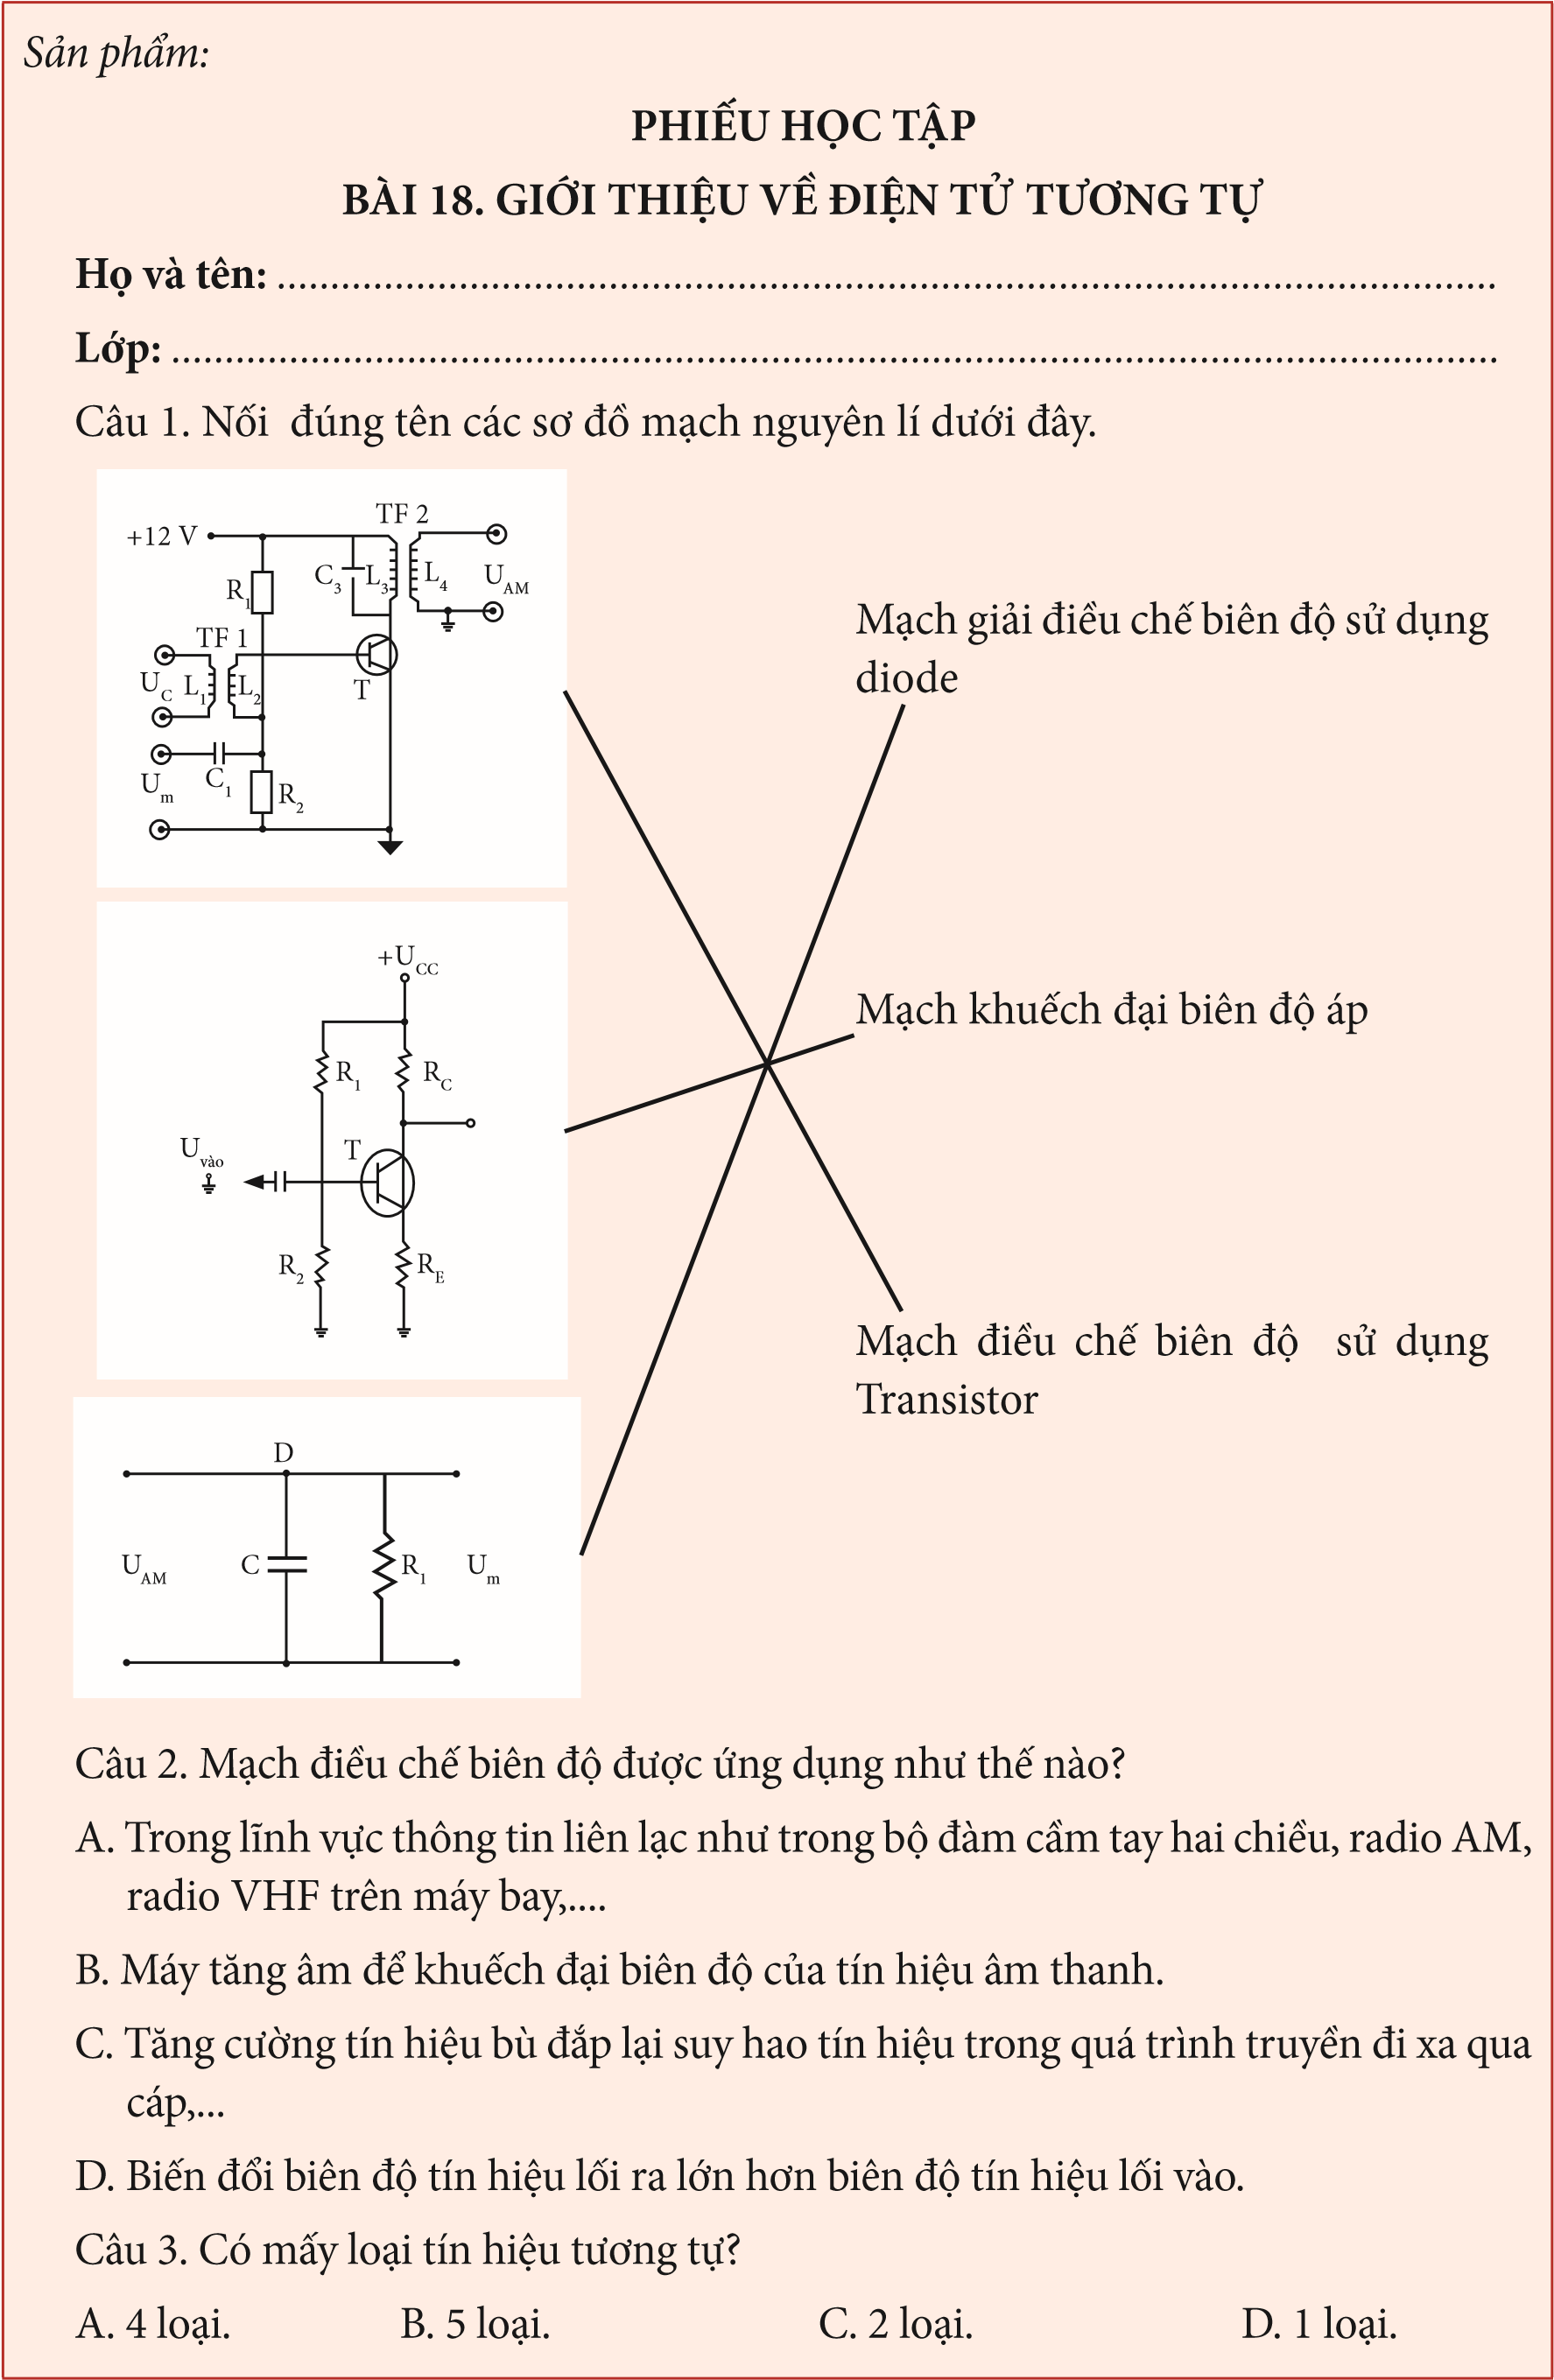 Sản phẩm:
PHIẾU HỌC TẬP
BÀI 18. GIỚI THIỆU VỀ ĐIỆN TỬ TƯƠNG TỰ
Họ và tên: ....................................................................................................................
Lớp: ..............................................................................................................................
Câu 1. Nối đúng tên các sơ đồ mạch nguyên lí dưới đây.
TF 2
+12 V
R1
C3
L3
L4
UAM
TF 1
UC
L1
L2
T
Um
C1
R2
Mạch giải điều chế biên độ sử dụng
diode
+UCC
R1
RC
Uvào
T
R2
RE
Mạch khuếch đại biên độ áp
Mạch điều chế biên độ sử dụng
Transistor
D
UAM
C
R1
Um
Câu 2. Mạch điều chế biên độ được ứng dụng như thế nào?
A. Trong lĩnh vực thông tin liên lạc như trong bộ đàm cầm tay hai chiều, radio AM,
radio VHF trên máy bay,....
B. Máy tăng âm để khuếch đại biên độ của tín hiệu âm thanh.
C. Tăng cường tín hiệu bù đắp lại suy hao tín hiệu trong quá trình truyền đi xa qua
cáp,...
D. Biến đổi biên độ tín hiệu lối ra lớn hơn biên độ tín hiệu lối vào.
Câu 3. Có mấy loại tín hiệu tương tự?
A. 4 loại. B. 5 loại. C. 2 loại. D. 1 loại.